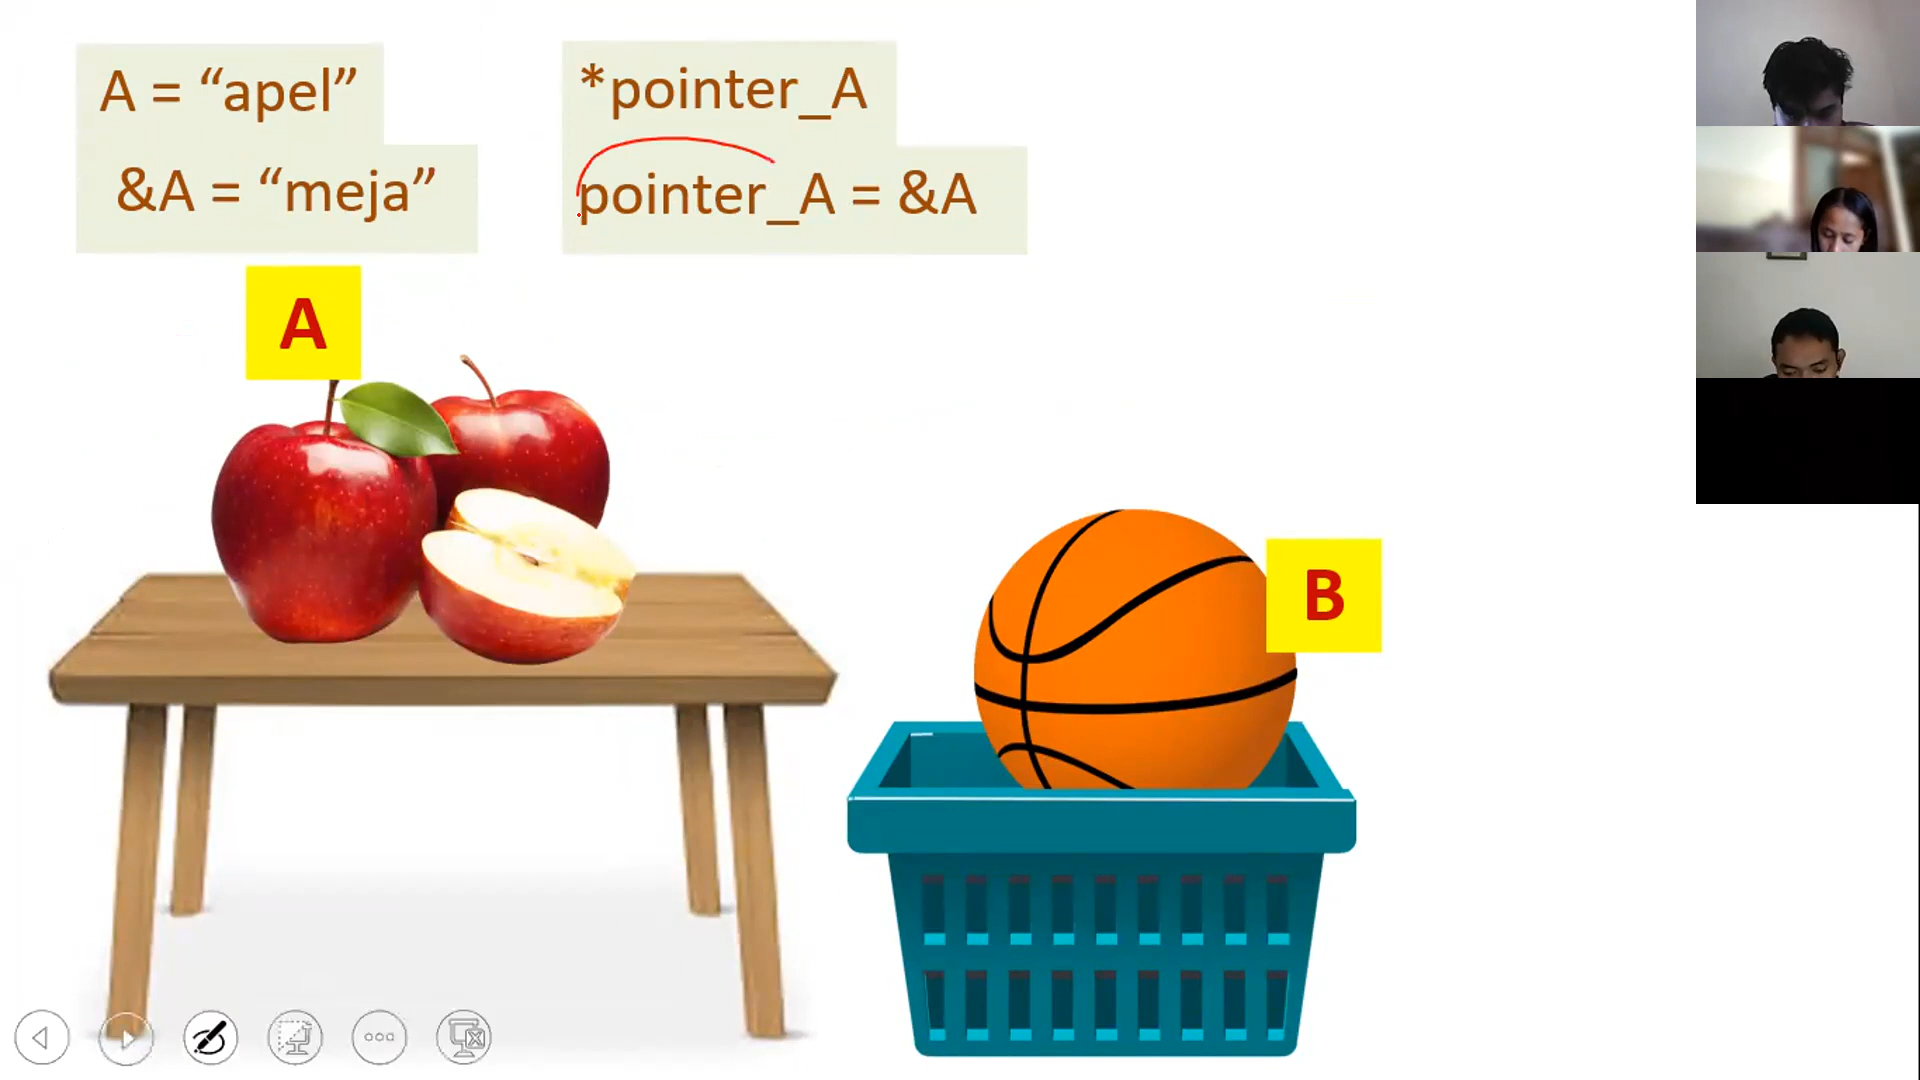 A = “apel”
&A = “meja”
*pointer_A
pointer_A = &A
A
B